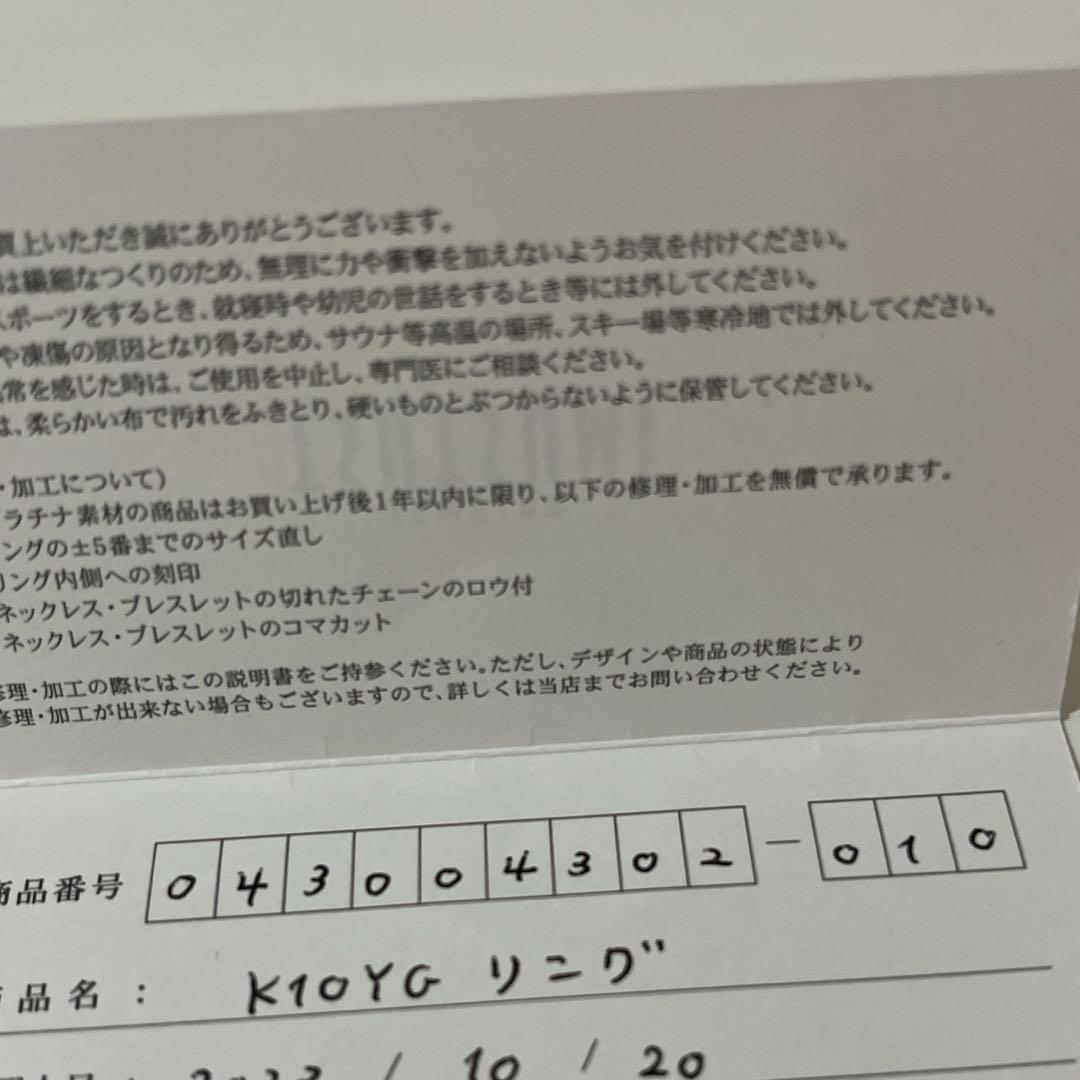 買上いただき誠にありがとうございます。
は繊細なつくりのため、無理に力や衝撃を加えないようお気を付けください。
スポーツをするとき、就寝時や幼児の世話をするとき等には外してください。
や凍傷の原因となり得るため、サウナ等高温の場所、スキー場等寒冷地では外してください。
常を感じた時は、ご使用を中止し、専門医にご相談ください。
は、柔らかい布で汚れをふきとり、硬いものとぶつからないように保管してください。
・加工について)
ラチナ素材の商品はお買い上げ後1年以内に限り、以下の修理・加工を無償で承ります。
ングの±5番までのサイズ直し
リング内側への刻印
ネックレス・ブレスレットの切れたチェーンのロウ付
ネックレス・ブレスレットのコマカット
修理・加工の際にはこの説明書をご持参ください。ただし、デザインや商品の状態により
修理・加工が出来ない場合もございますので、詳しくは当店までお問い合わせください。
商品番号 043004302-010
商品名: K10YG リング
/ 10 / 20